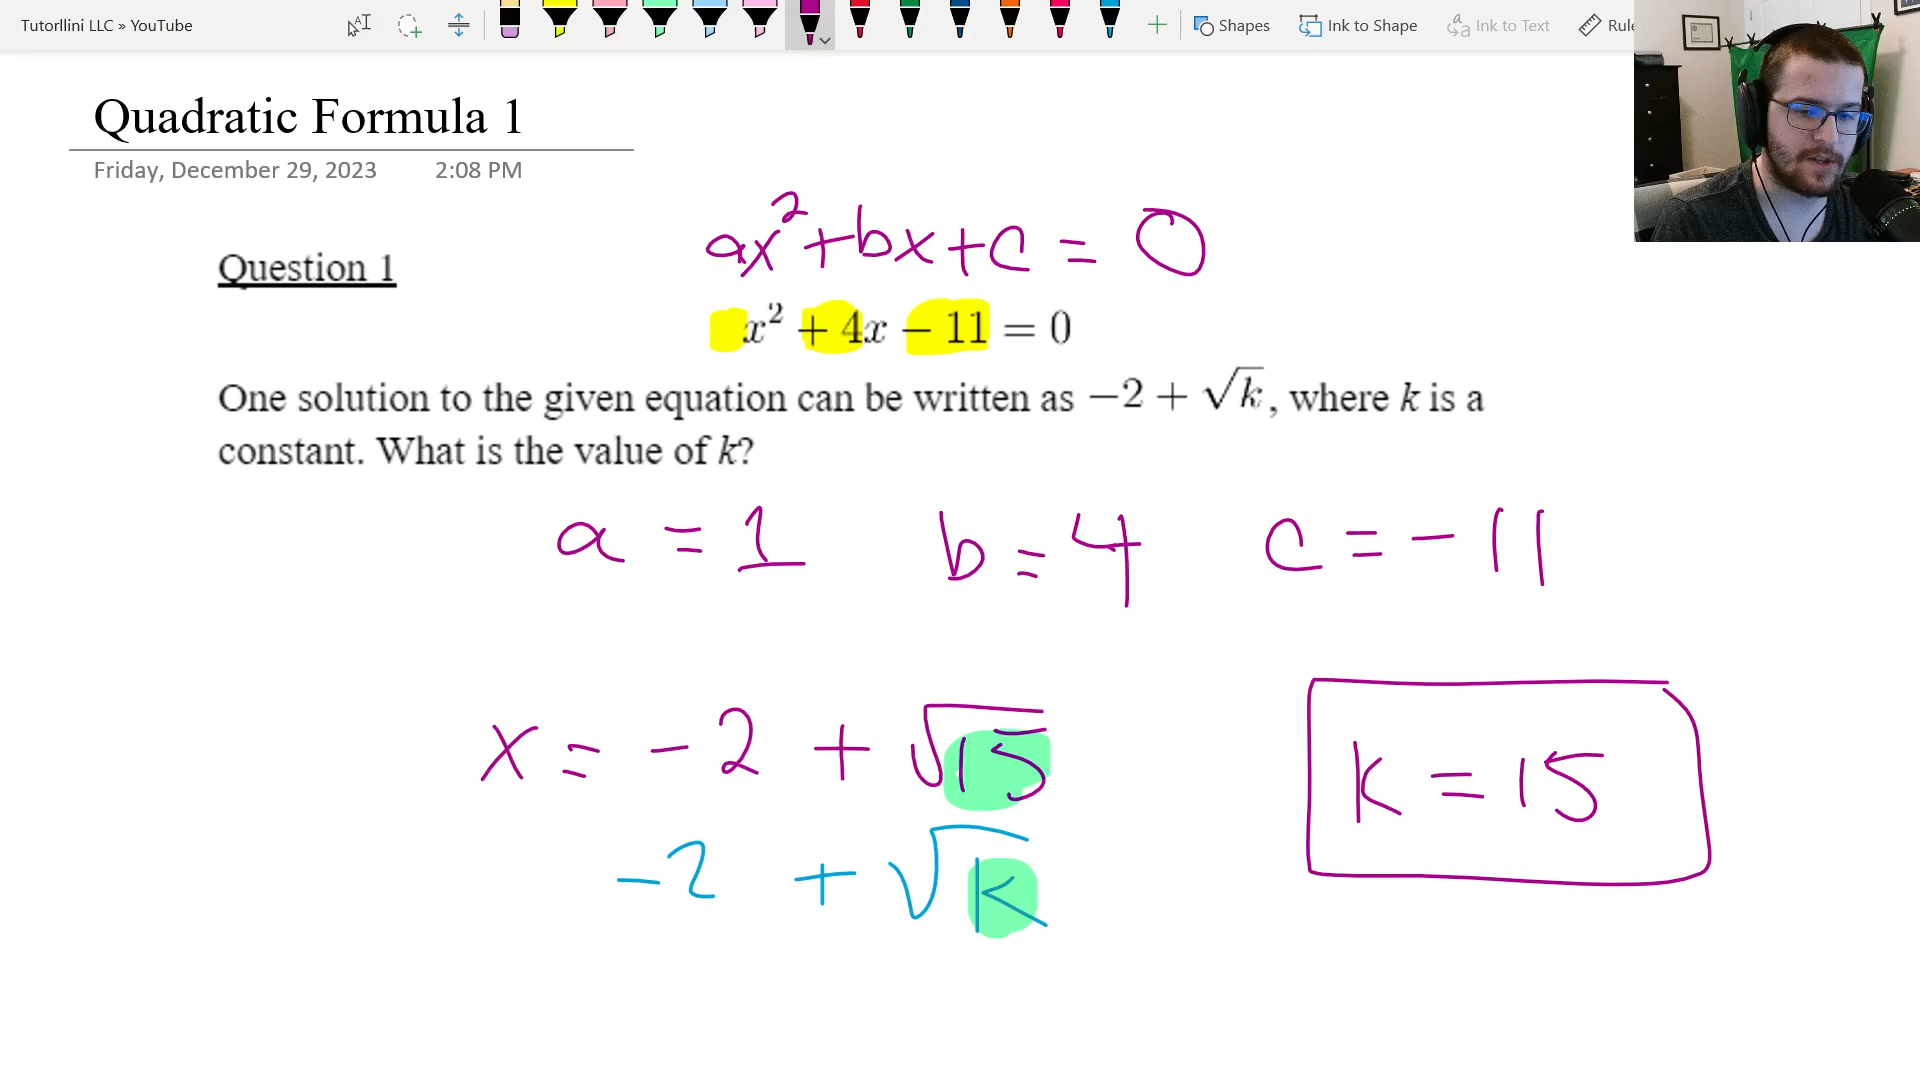 Tutorllini LLC » YouTube
Shapes Ink to Shape Ink to Text Rule
Quadratic Formula 1
Friday, December 29, 2023 2:08 PM
ax² + bx + c = 0
Question 1
x² + 4x − 11 = 0
One solution to the given equation can be written as −2 + √k, where k is a
constant. What is the value of k?
a = 1 b = 4 c = -11
x = -2 + √15
k = 15
-2 + √k